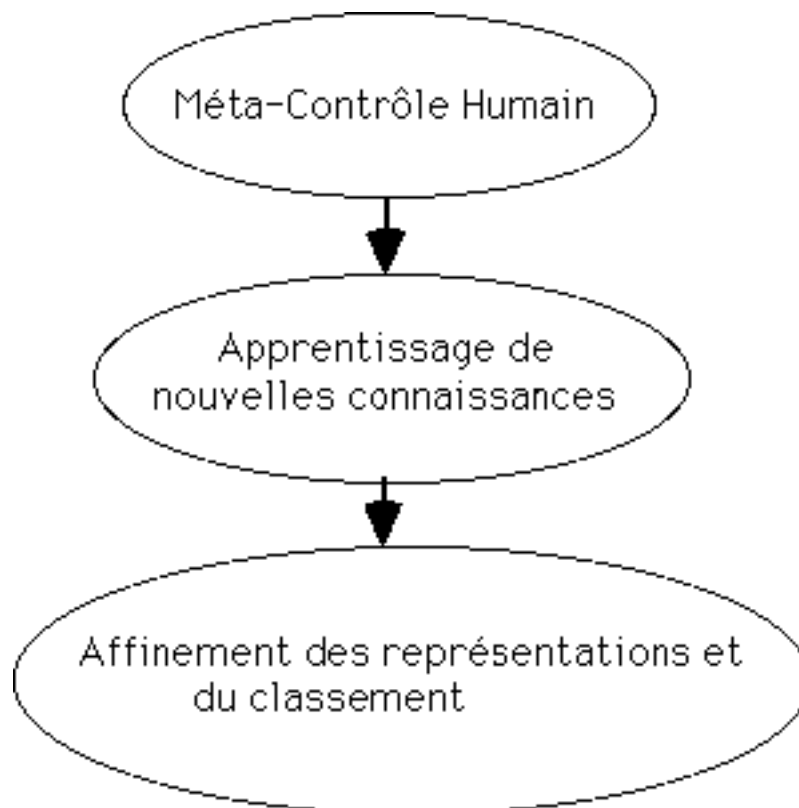 Méta-Contrôle Humain
Apprentissage de
nouvelles connaissances
Affinement des représentations et
du classement